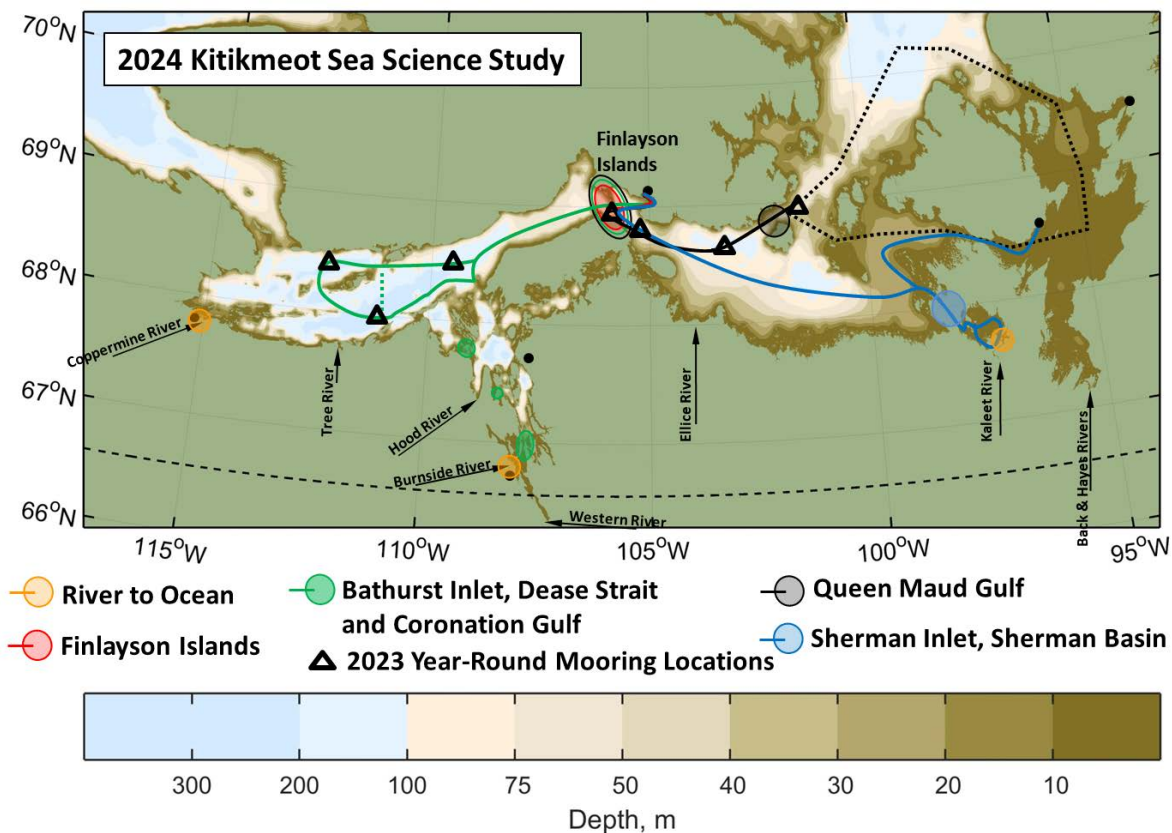 70°N
69°N
68°N
67°N
66°N
2024 Kitikmeot Sea Science Study
Finlayson
Islands
Coppermine River
Tree River
Hood River
Burnside River
Western River
Ellice River
Kaleet River
Back & Hayes Rivers
115°W
110°W
105°W
100°W
95°W
River to Ocean
Finlayson Islands
Bathurst Inlet, Dease Strait
and Coronation Gulf
2023 Year-Round Mooring Locations
Queen Maud Gulf
Sherman Inlet, Sherman Basin
300 200 100 75 50 40 30 20 10
Depth, m